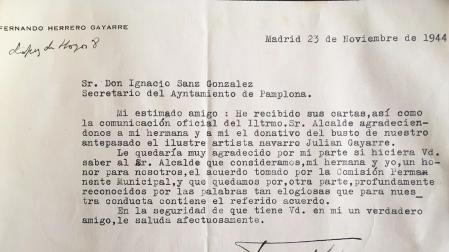 FERNANDO HERRERO GAYARRE
Lopez de Hoyos 8
Madrid 23 de Noviembre de 1944
Sr. Don Ignacio Sanz Gonzalez
Secretario del Ayntamiento de Pamplona.
Mi estimado amigo : He recibido sus cartas,así como
la comunicación oficial del Iltrmo.Sr. Alcalde agradecien-
donos a mi hermana y a mi el donativo del busto de nuestro
antepasado el ilustre artista navarro Julian Gayarre.
Le quedaría muy agradecido por mi parte si hiciera Vd.
saber al Sr. Alcalde que consideramos,mi hermana y yo,un ho-
nor para nosotros,el acuerdo tomado por la Comisión Perma
nente Municipal,y que quedamos por,otra parte,profundamente
reconocidos por las palabras tan elogiosas que para nues_
tra conducta contiene el referido acuerdo.
En la seguridad de que tiene Vd. en mi un verdadero
amigo,le saluda afectuosamente.